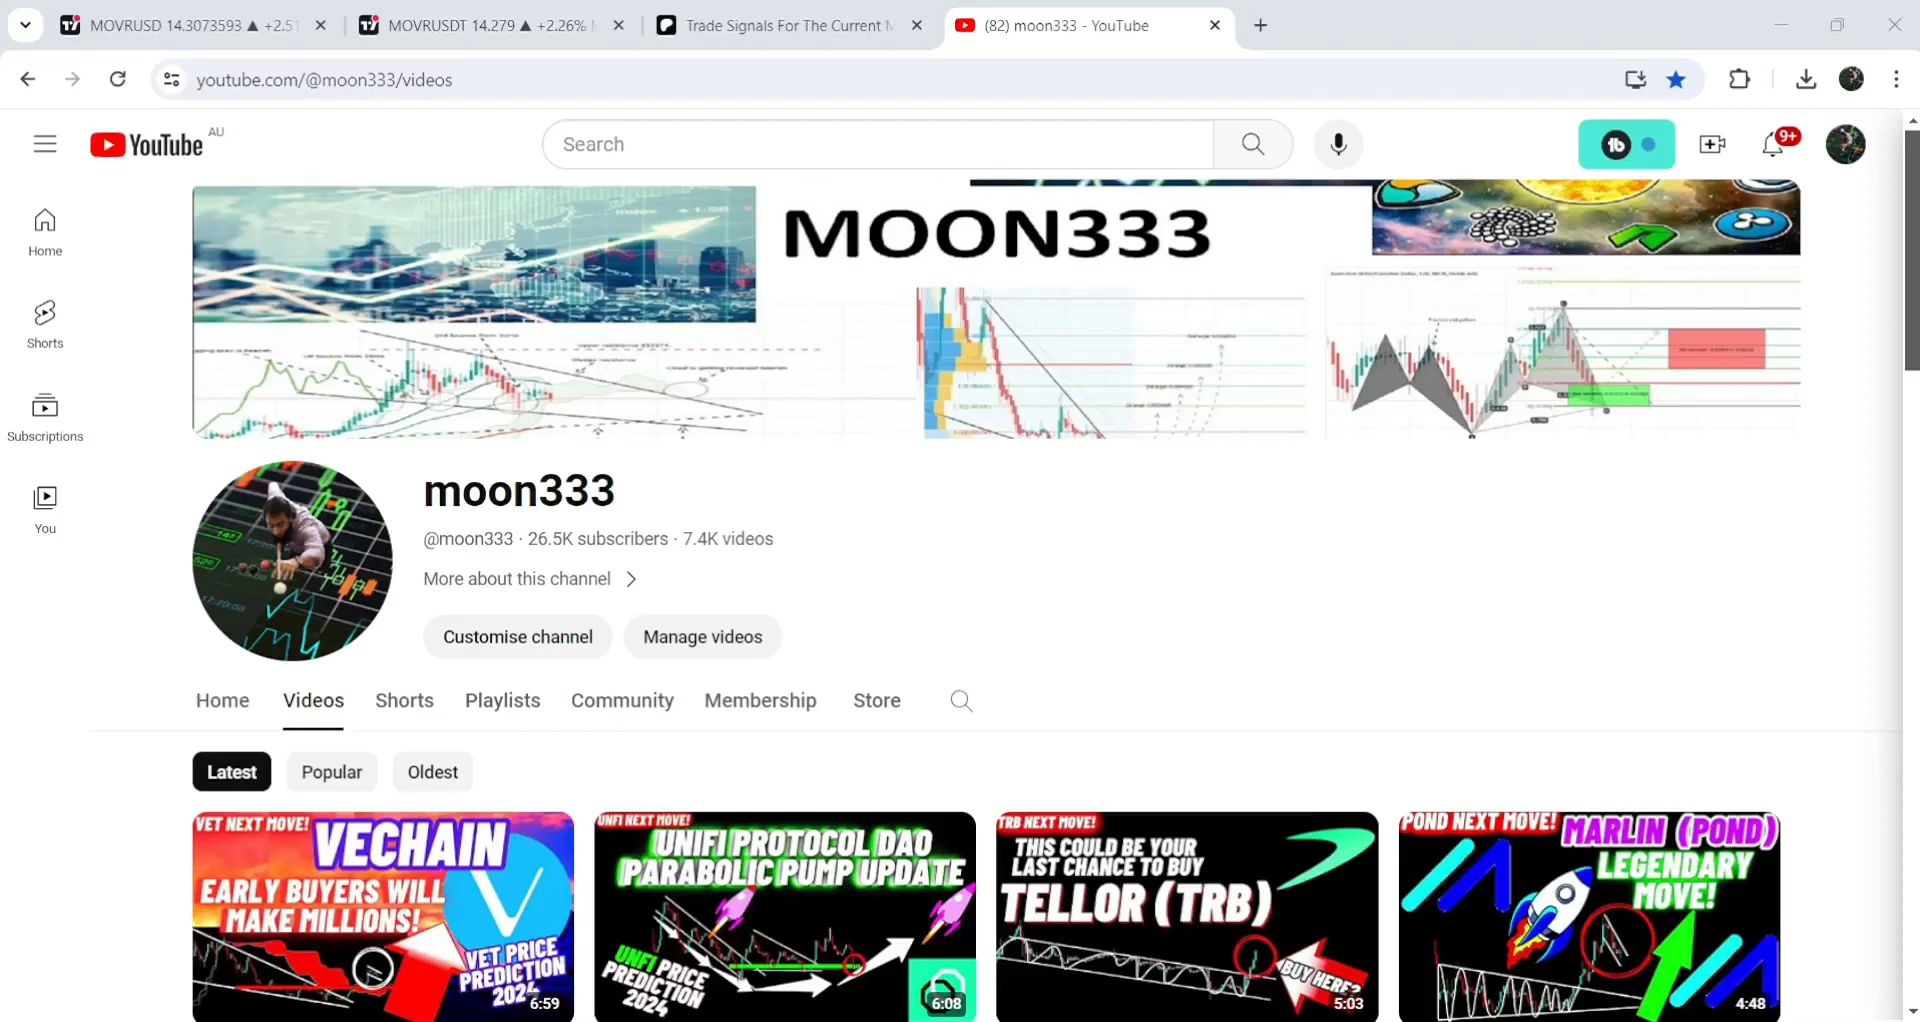 MOVRUSD 14.3073593 ▲ +2.51
MOVRUSDT 14.279 ▲ +2.26%
Trade Signals For The Current M
(82) moon333 - YouTube
youtube.com/@moon333/videos
YouTube AU
Search
9+
Home
Shorts
Subscriptions
You
MOON333
moon333
@moon333 · 26.5K subscribers · 7.4K videos
More about this channel
Customise channel
Manage videos
Home
Videos
Shorts
Playlists
Community
Membership
Store
Latest
Popular
Oldest
VET NEXT MOVE!
VECHAIN
EARLY BUYERS WILL
MAKE MILLIONS!
VET PRICE
PREDICTION
2024
6:59
UNFI NEXT MOVE!
UNIFI PROTOCOL DAO
PARABOLIC PUMP UPDATE
UNFI PRICE
PREDICTION
2024
6:08
TRB NEXT MOVE!
THIS COULD BE YOUR
LAST CHANCE TO BUY
TELLOR (TRB)
BUY HERE?
5:03
POND NEXT MOVE!
MARLIN (POND)
LEGENDARY
MOVE!
4:48